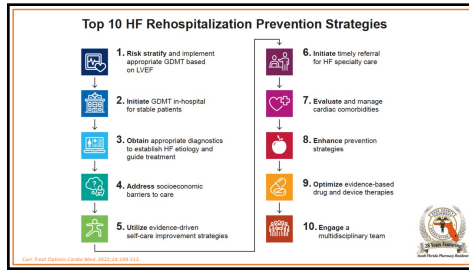 Top 10 HF Rehospitalization Prevention Strategies
1. Risk stratify and implement
appropriate GDMT based
on LVEF
2. Initiate GDMT in-hospital
for stable patients
3. Obtain appropriate diagnostics
to establish HF etiology and
guide treatment
4. Address socioeconomic
barriers to care
5. Utilize evidence-driven
self-care improvement strategies
6. Initiate timely referral
for HF specialty care
7. Evaluate and manage
cardiac comorbidities
8. Enhance prevention
strategies
9. Optimize evidence-based
drug and device therapies
10. Engage a
multidisciplinary team
Curr Treat Options Cardio Med. 2022;24:199-212.